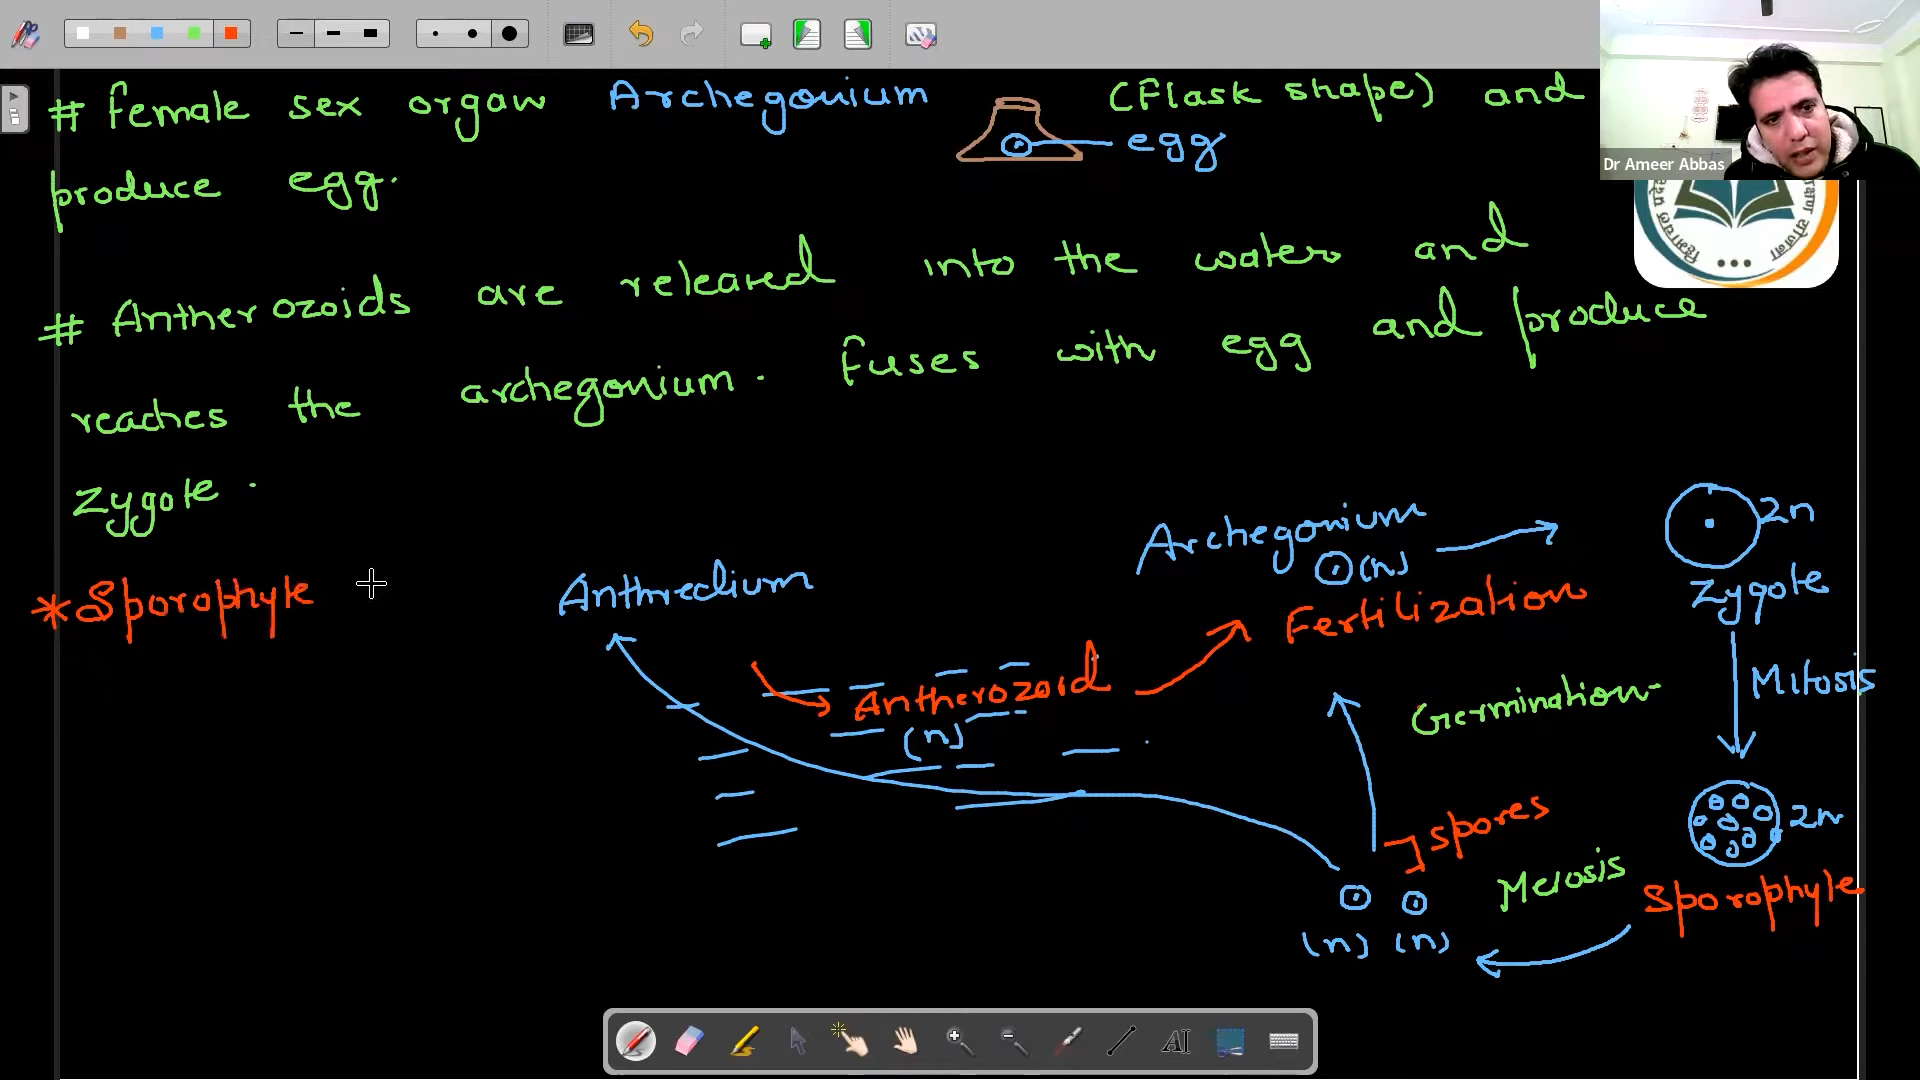 # female sex organ Archegonium (Flask shape) and
egg
produce egg.
# Antherozoids are released into the water and
reaches the archegonium. fuses with egg and produce
zygote.
*Sporophyte
Anthredium
Archegonium
(n)
2n
Zygote
Fertilization
Antherozoid
(n)
Germination
Mitosis
spores
2n
Meiosis
Sporophyte
(n) (n)
Dr Ameer Abbas
AI